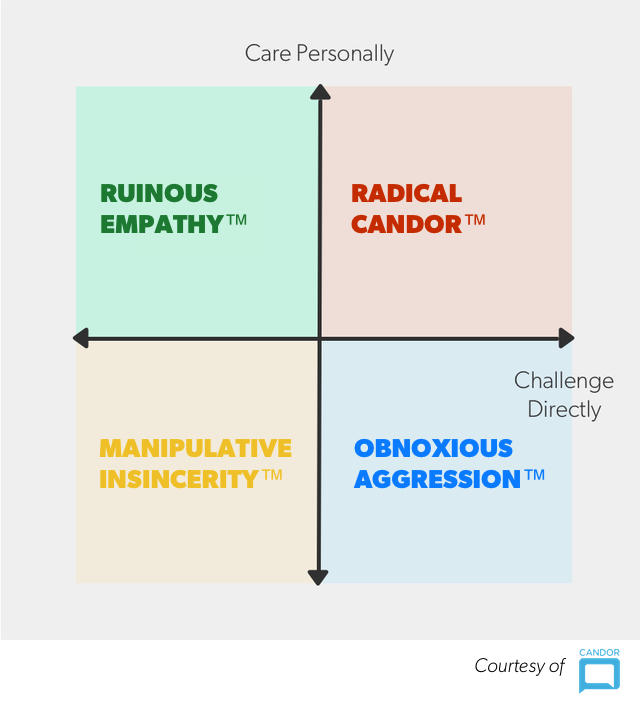 Care Personally
RUINOUS
EMPATHY™
RADICAL
CANDOR™
Challenge
Directly
MANIPULATIVE
INSINCERITY™
OBNOXIOUS
AGGRESSION™
Courtesy of
CANDOR